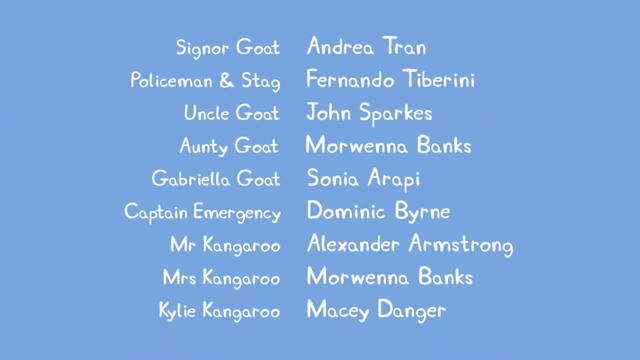 Signor Goat Andrea Tran
Policeman & Stag Fernando Tiberini
Uncle Goat John Sparkes
Aunty Goat Morwenna Banks
Gabriella Goat Sonia Arapi
Captain Emergency Dominic Byrne
Mr Kangaroo Alexander Armstrong
Mrs Kangaroo Morwenna Banks
Kylie Kangaroo Macey Danger